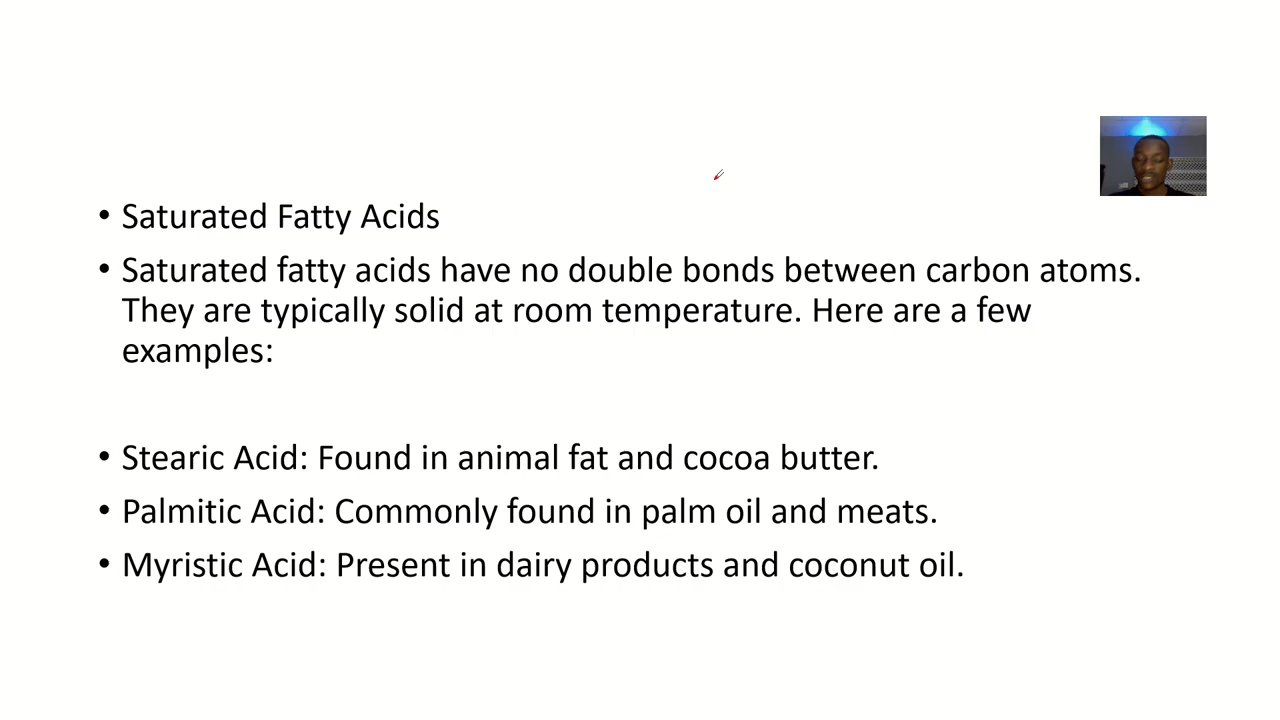 • Saturated Fatty Acids
• Saturated fatty acids have no double bonds between carbon atoms.
They are typically solid at room temperature. Here are a few
examples:
• Stearic Acid: Found in animal fat and cocoa butter.
• Palmitic Acid: Commonly found in palm oil and meats.
• Myristic Acid: Present in dairy products and coconut oil.